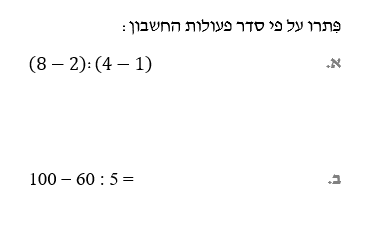 פִּתרו על פי סדר פעולות החשבון :
א. (8 − 2):(4 − 1)
ב. 100 − 60 : 5 =